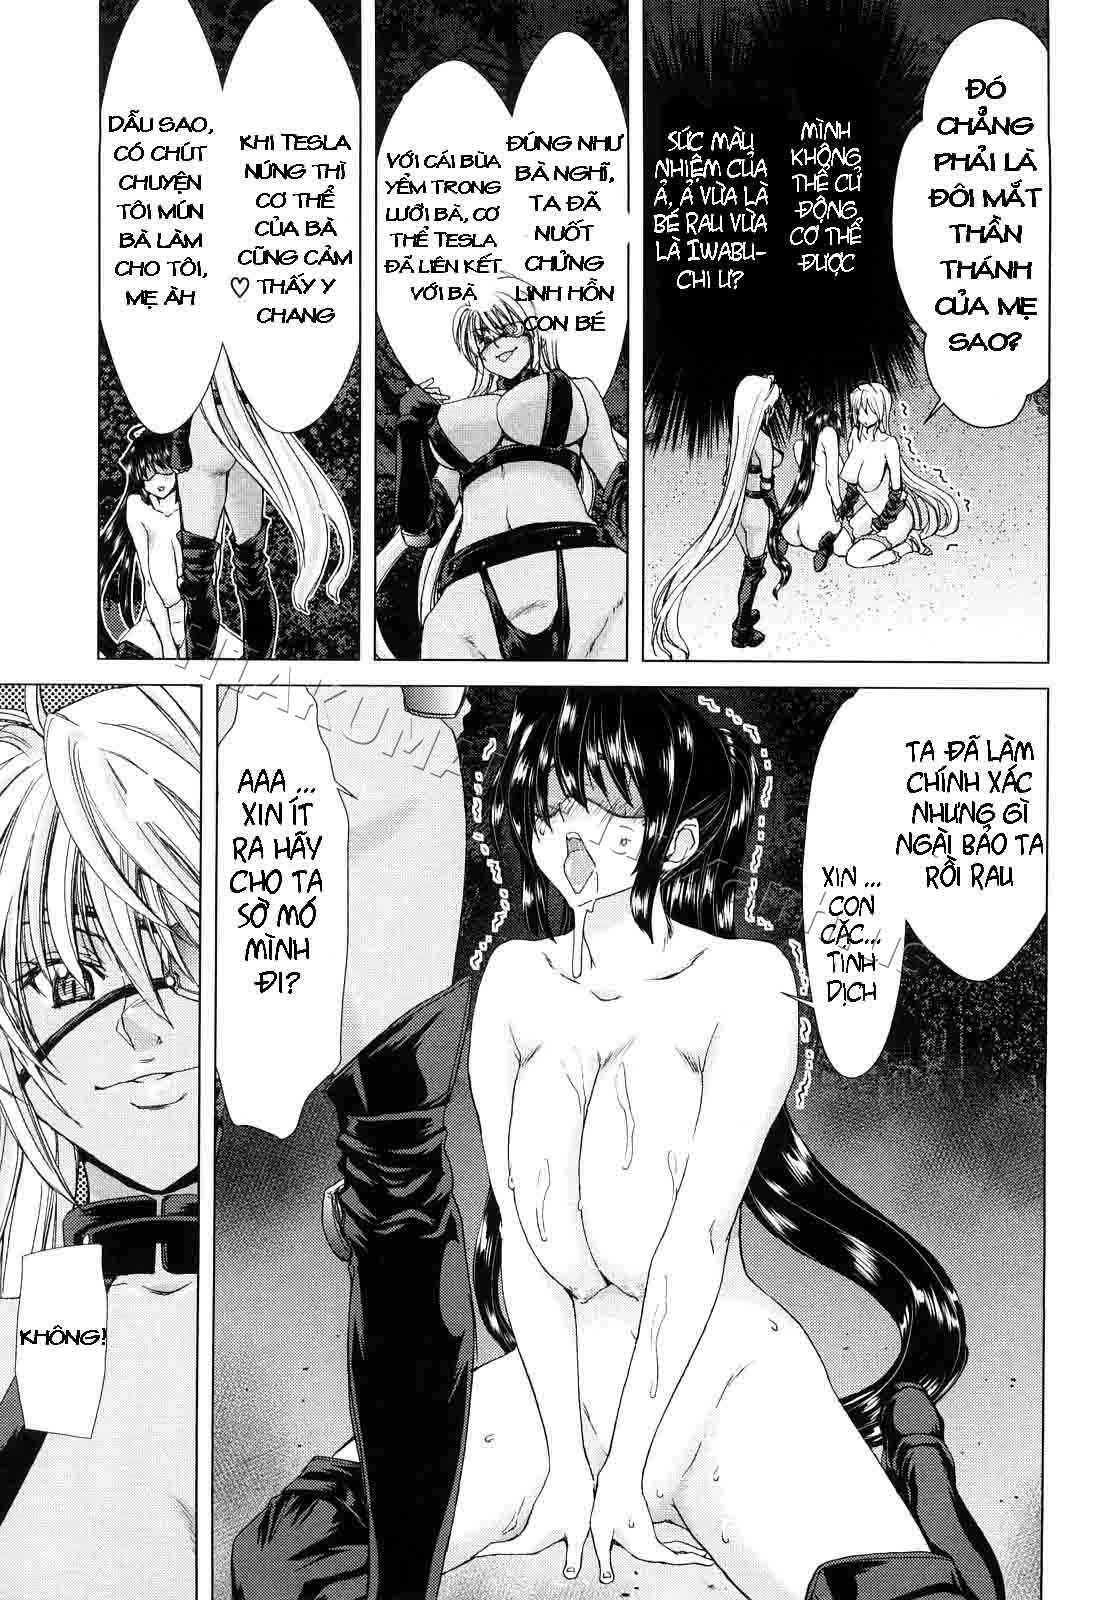 ĐÓ
CHẲNG
PHẢI LÀ
ĐÔI MẮT
THẦN
THÁNH
CỦA MẸ
SAO?
MÌNH
KHÔNG
THỂ CỬ
ĐỘNG
CƠ THỂ
ĐƯỢC
SỨC MÀU
NHIỆM CỦA
Ả, Ả VỪA LÀ
BÉ RAU VỪA
LÀ IWABU-
CHI Ư?
ĐÚNG NHƯ
BÀ NGHĨ,
TA ĐÃ
NUỐT
CHỬNG
LINH HỒN
CON BÉ
VỚI CÁI BÙA
YỂM TRONG
LƯỠI BÀ, CƠ
THỂ TESLA
ĐÃ LIÊN KẾT
VỚI BÀ
KHI TESLA
NỨNG THÌ
CƠ THỂ
CỦA BÀ
CŨNG CẢM
♡ THẤY Y
CHANG
DẪU SAO,
CÓ CHÚT
CHUYỆN
TÔI MÚN
BÀ LÀM
CHO TÔI,
MẸ ÀH
TA ĐÃ LÀM
CHÍNH XÁC
NHƯNG GÌ
NGÀI BẢO TA
RỒI RAU
XIN ...
CON
CẶC...
TINH
DỊCH
AAA ...
XIN ÍT
RA HÃY
CHO TA
SỜ MÓ
MÌNH
ĐI?
KHÔNG!